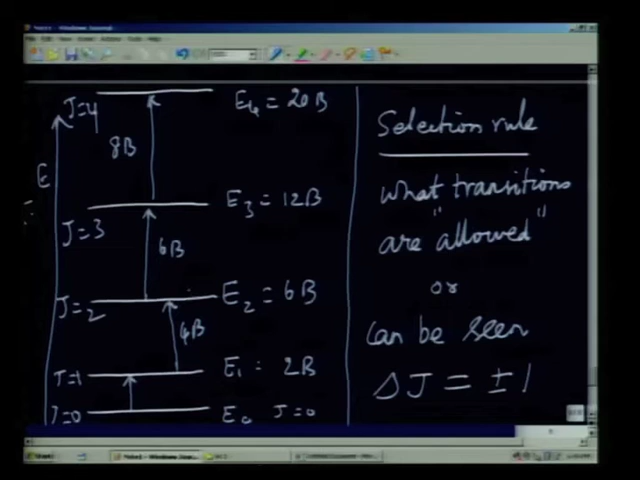 J=4
E₄ = 20B
8B
E
J=3
E₃ = 12B
6B
J=2
E₂ = 6B
4B
J=1
E₁ = 2B
J=0
E₀ J=0
Selection rule
what transitions
are "allowed"
or
can be seen
ΔJ = ±1